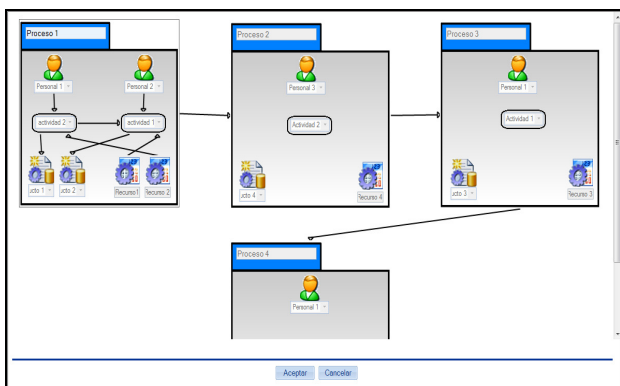 Proceso 1
Proceso 2
Proceso 3
Personal 1
Personal 2
Personal 3
Personal 1
actividad 2
actividad 1
Actividad 2
Actividad 1
ucto 1
ucto 2
Recurso1
Recurso 2
ucto 4
Recurso 4
ucto 3
Recurso 3
Proceso 4
Personal 1
Aceptar
Cancelar